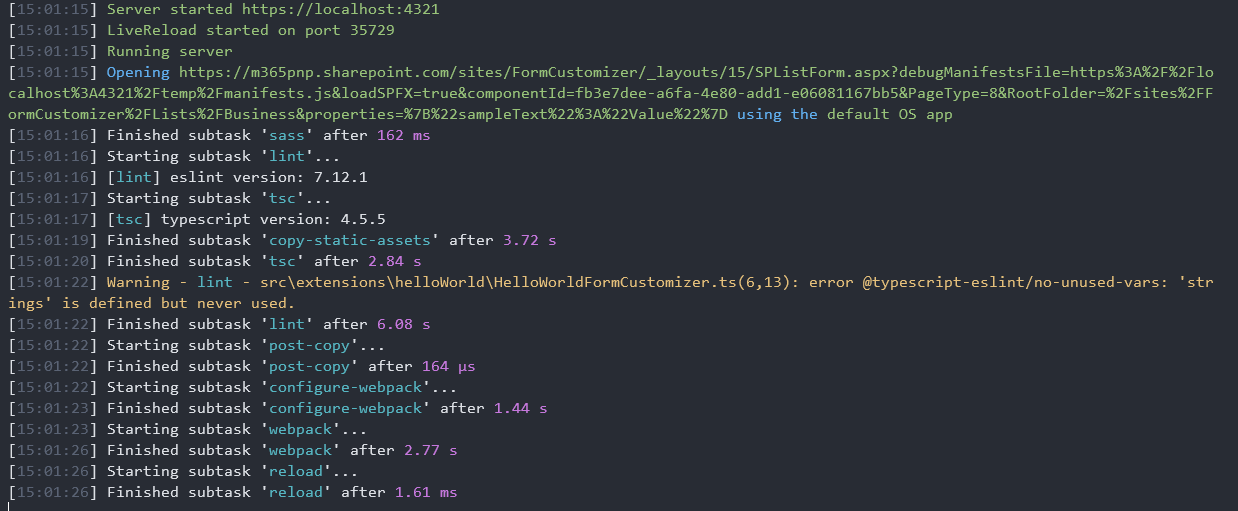 [15:01:15] Server started https://localhost:4321
[15:01:15] LiveReload started on port 35729
[15:01:15] Running server
[15:01:15] Opening https://m365pnp.sharepoint.com/sites/FormCustomizer/_layouts/15/SPListForm.aspx?debugManifestsFile=https%3A%2F%2Flo
calhost%3A4321%2Ftemp%2Fmanifests.js&loadSPFX=true&componentId=fb3e7dee-a6fa-4e80-add1-e06081167bb5&PageType=8&RootFolder=%2Fsites%2FF
ormCustomizer%2FLists%2FBusiness&properties=%7B%22sampleText%22%3A%22Value%22%7D using the default OS app
[15:01:16] Finished subtask 'sass' after 162 ms
[15:01:16] Starting subtask 'lint'...
[15:01:16] [lint] eslint version: 7.12.1
[15:01:17] Starting subtask 'tsc'...
[15:01:17] [tsc] typescript version: 4.5.5
[15:01:19] Finished subtask 'copy-static-assets' after 3.72 s
[15:01:20] Finished subtask 'tsc' after 2.84 s
[15:01:22] Warning - lint - src\extensions\helloWorld\HelloWorldFormCustomizer.ts(6,13): error @typescript-eslint/no-unused-vars: 'str
ings' is defined but never used.
[15:01:22] Finished subtask 'lint' after 6.08 s
[15:01:22] Starting subtask 'post-copy'...
[15:01:22] Finished subtask 'post-copy' after 164 μs
[15:01:22] Starting subtask 'configure-webpack'...
[15:01:23] Finished subtask 'configure-webpack' after 1.44 s
[15:01:23] Starting subtask 'webpack'...
[15:01:26] Finished subtask 'webpack' after 2.77 s
[15:01:26] Starting subtask 'reload'...
[15:01:26] Finished subtask 'reload' after 1.61 ms